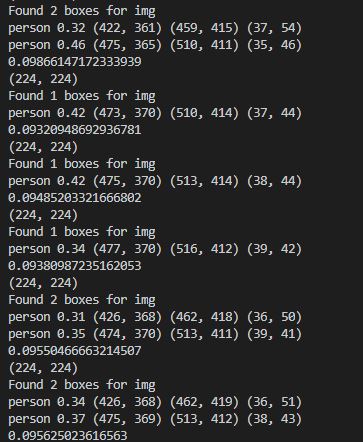 Found 2 boxes for img
person 0.32 (422, 361) (459, 415) (37, 54)
person 0.46 (475, 365) (510, 411) (35, 46)
0.09866147172333939
(224, 224)
Found 1 boxes for img
person 0.42 (473, 370) (510, 414) (37, 44)
0.09320948692936781
(224, 224)
Found 1 boxes for img
person 0.42 (475, 370) (513, 414) (38, 44)
0.09485203321666802
(224, 224)
Found 1 boxes for img
person 0.34 (477, 370) (516, 412) (39, 42)
0.09380987235162053
(224, 224)
Found 2 boxes for img
person 0.31 (426, 368) (462, 418) (36, 50)
person 0.35 (474, 370) (513, 411) (39, 41)
0.09550466663214507
(224, 224)
Found 2 boxes for img
person 0.34 (426, 368) (462, 419) (36, 51)
person 0.37 (475, 369) (513, 412) (38, 43)
0.095625023616563